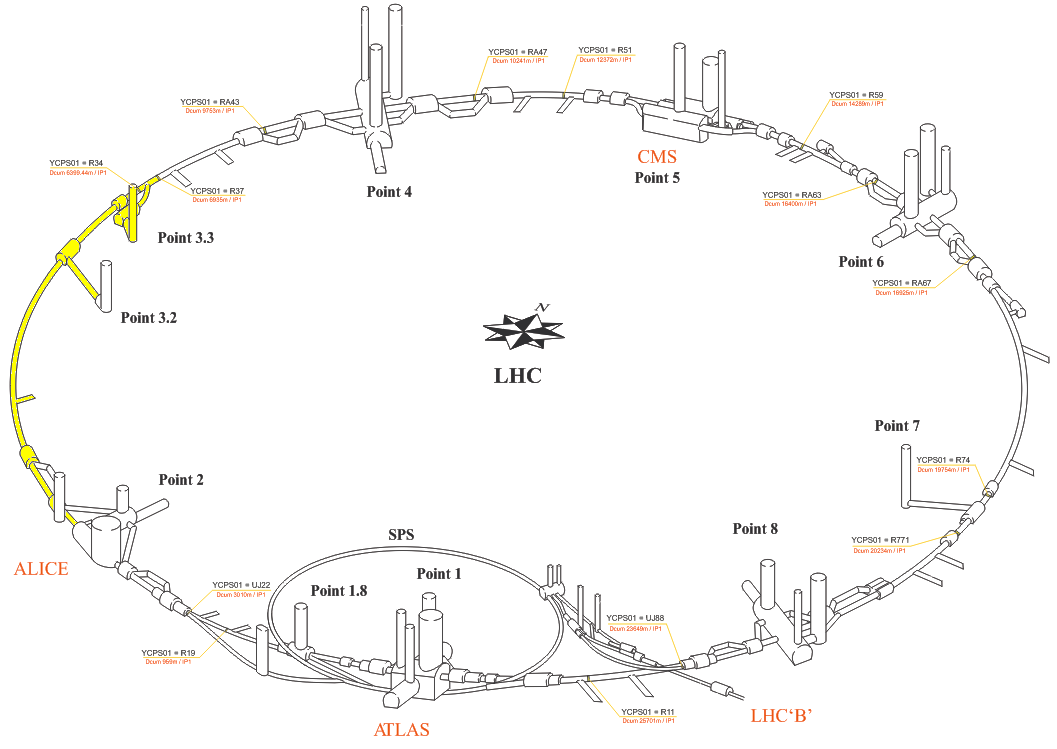 YCPS01 = RA47
Dcum 10241m / IP1
YCPS01 = R51
Dcum 12372m / IP1
YCPS01 = RA43
Dcum 9753m / IP1
YCPS01 = R59
Dcum 14289m / IP1
CMS
Point 5
YCPS01 = R34
Dcum 6399.44m / IP1
YCPS01 = R37
Dcum 6935m / IP1
Point 4
YCPS01 = RA63
Dcum 16400m / IP1
Point 3.3
Point 6
YCPS01 = RA67
Dcum 16925m / IP1
Point 3.2
N
LHC
Point 7
YCPS01 = R74
Dcum 19754m / IP1
Point 2
Point 8
SPS
YCPS01 = R771
Dcum 20234m / IP1
ALICE
Point 1
YCPS01 = UJ22
Dcum 3010m / IP1
Point 1.8
YCPS01 = UJ88
Dcum 23649m / IP1
YCPS01 = R19
Dcum 959m / IP1
YCPS01 = R11
Dcum 25701m / IP1
LHC‘B’
ATLAS